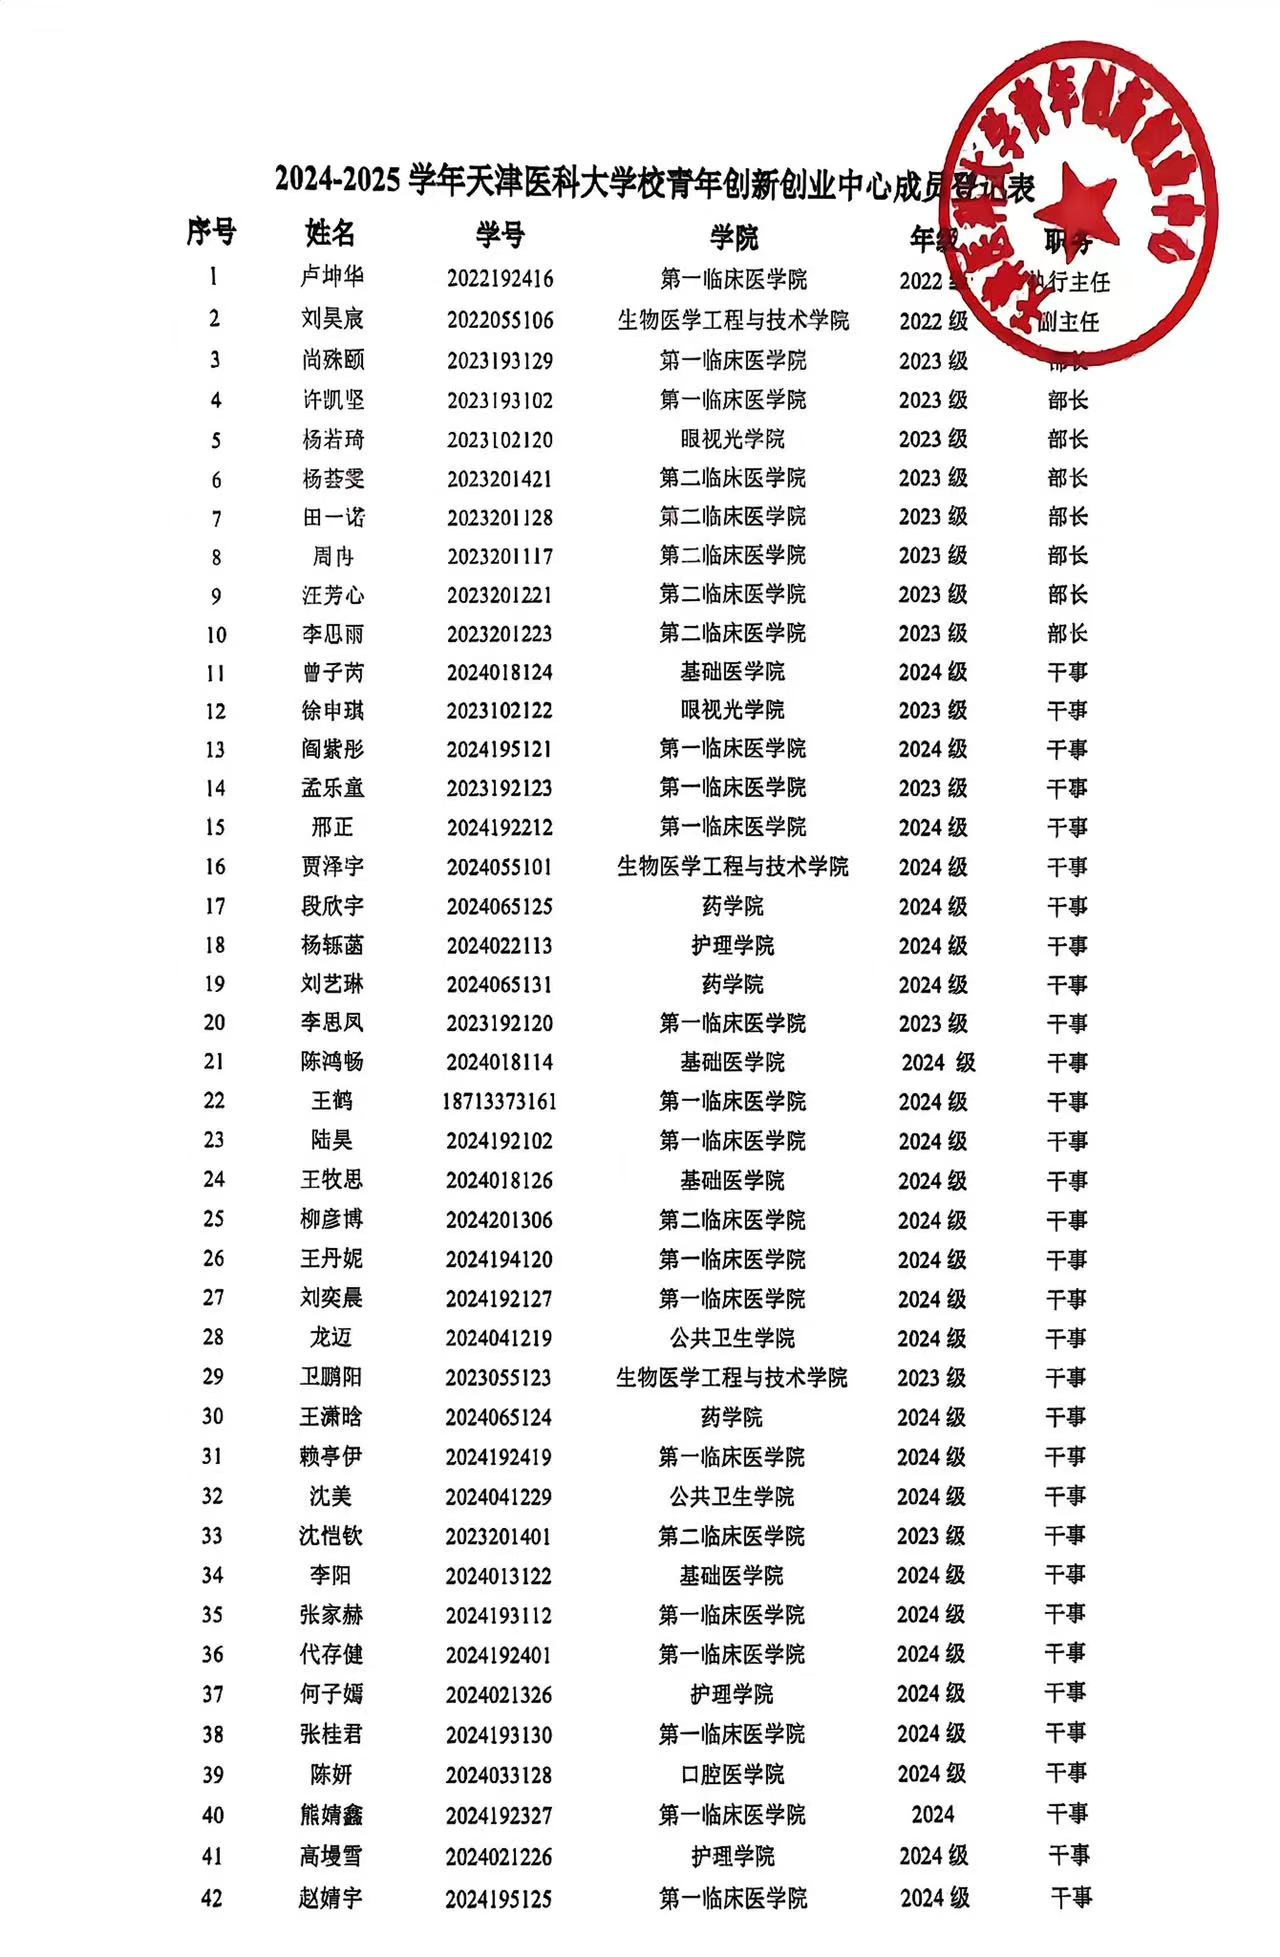 天津医科大学青年创新创业中心
2024-2025 学年天津医科大学校青年创新创业中心成员登记表
序号 姓名 学号 学院 年级 职务
1 卢坤华 2022192416 第一临床医学院 2022 级 执行主任
2 刘昊宸 2022055106 生物医学工程与技术学院 2022 级 副主任
3 尚殊颐 2023193129 第一临床医学院 2023 级 部长
4 许凯坚 2023193102 第一临床医学院 2023 级 部长
5 杨若琦 2023102120 眼视光学院 2023 级 部长
6 杨荟雯 2023201421 第二临床医学院 2023 级 部长
7 田一诺 2023201128 第二临床医学院 2023 级 部长
8 周冉 2023201117 第二临床医学院 2023 级 部长
9 汪芳心 2023201221 第二临床医学院 2023 级 部长
10 李思雨 2023201223 第二临床医学院 2023 级 部长
11 曾子芮 2024018124 基础医学院 2024 级 干事
12 徐申琪 2023102122 眼视光学院 2023 级 干事
13 阎紫彤 2024195121 第一临床医学院 2024 级 干事
14 孟乐童 2023192123 第一临床医学院 2023 级 干事
15 邢正 2024192212 第一临床医学院 2024 级 干事
16 贾泽宇 2024055101 生物医学工程与技术学院 2024 级 干事
17 段欣宇 2024065125 药学院 2024 级 干事
18 杨轹菡 2024022113 护理学院 2024 级 干事
19 刘艺琳 2024065131 药学院 2024 级 干事
20 李思凤 2023192120 第一临床医学院 2023 级 干事
21 陈鸿畅 2024018114 基础医学院 2024 级 干事
22 王鹤 18713373161 第一临床医学院 2024 级 干事
23 陆昊 2024192102 第一临床医学院 2024 级 干事
24 王牧思 2024018126 基础医学院 2024 级 干事
25 柳彦博 2024201306 第二临床医学院 2024 级 干事
26 王丹妮 2024194120 第一临床医学院 2024 级 干事
27 刘奕晨 2024192127 第一临床医学院 2024 级 干事
28 龙迈 2024041219 公共卫生学院 2024 级 干事
29 卫鹏阳 2023055123 生物医学工程与技术学院 2023 级 干事
30 王潇晗 2024065124 药学院 2024 级 干事
31 赖亭伊 2024192419 第一临床医学院 2024 级 干事
32 沈美 2024041229 公共卫生学院 2024 级 干事
33 沈恺钦 2023201401 第二临床医学院 2023 级 干事
34 李阳 2024013122 基础医学院 2024 级 干事
35 张家赫 2024193112 第一临床医学院 2024 级 干事
36 代存健 2024192401 第一临床医学院 2024 级 干事
37 何子嫣 2024021326 护理学院 2024 级 干事
38 张桂君 2024193130 第一临床医学院 2024 级 干事
39 陈妍 2024033128 口腔医学院 2024 级 干事
40 熊婧鑫 2024192327 第一临床医学院 2024 干事
41 高墁雪 2024021226 护理学院 2024 级 干事
42 赵婧宇 2024195125 第一临床医学院 2024 级 干事